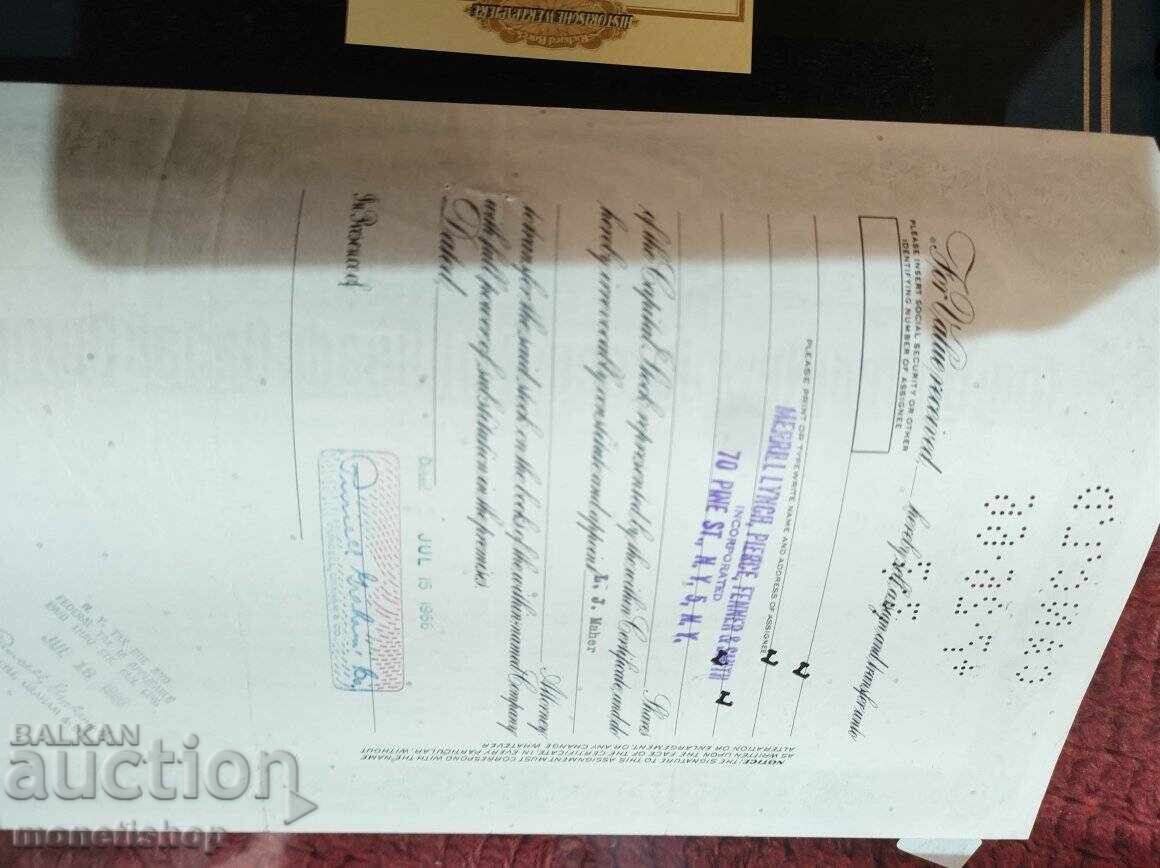 Richard Borek
HISTORISCHE WERTPAPIERE
For Value received, hereby sell, assign and transfer unto
PLEASE INSERT SOCIAL SECURITY OR OTHER
IDENTIFYING NUMBER OF ASSIGNEE
PLEASE PRINT OR TYPEWRITE NAME AND ADDRESS OF ASSIGNEE
MERRILL LYNCH, PIERCE, FENNER & SMITH
INCORPORATED
70 PINE ST., N. Y. 5, N. Y.
Shares
of the Capital Stock represented by the within Certificate, and do
hereby irrevocably constitute and appoint L. J. Maher
Attorney
to transfer the said stock on the books of the within-named Company
with full power of substitution in the premises.
Dated, JUL 15 1960
In Presence of
NOTICE: THE SIGNATURE TO THIS ASSIGNMENT MUST CORRESPOND WITH THE NAME
AS WRITTEN UPON THE FACE OF THE CERTIFICATE IN EVERY PARTICULAR, WITHOUT
ALTERATION OR ENLARGEMENT OR ANY CHANGE WHATEVER
BALKAN
auction
monetishop